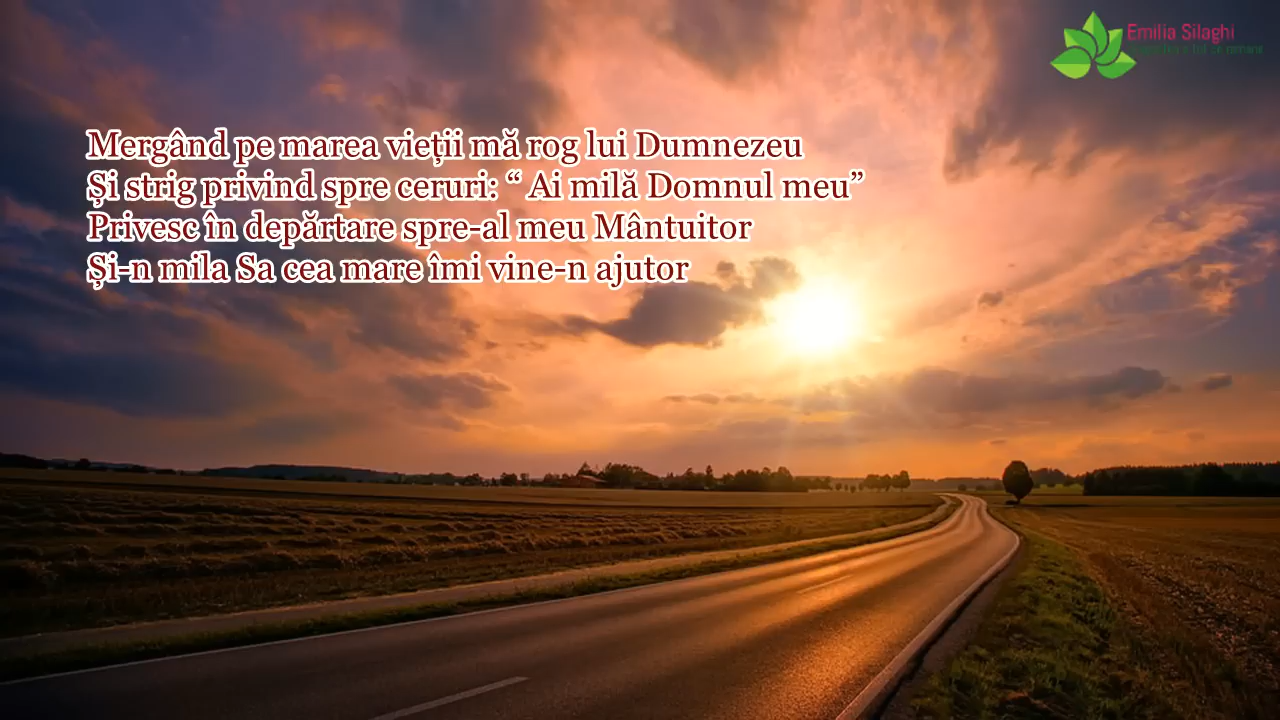 Emilia Silaghi
Mergând pe marea vieții mă rog lui Dumnezeu
Și strig privind spre ceruri: “ Ai milă Domnul meu”
Privesc în depărtare spre-al meu Mântuitor
Și-n mila Sa cea mare îmi vine-n ajutor